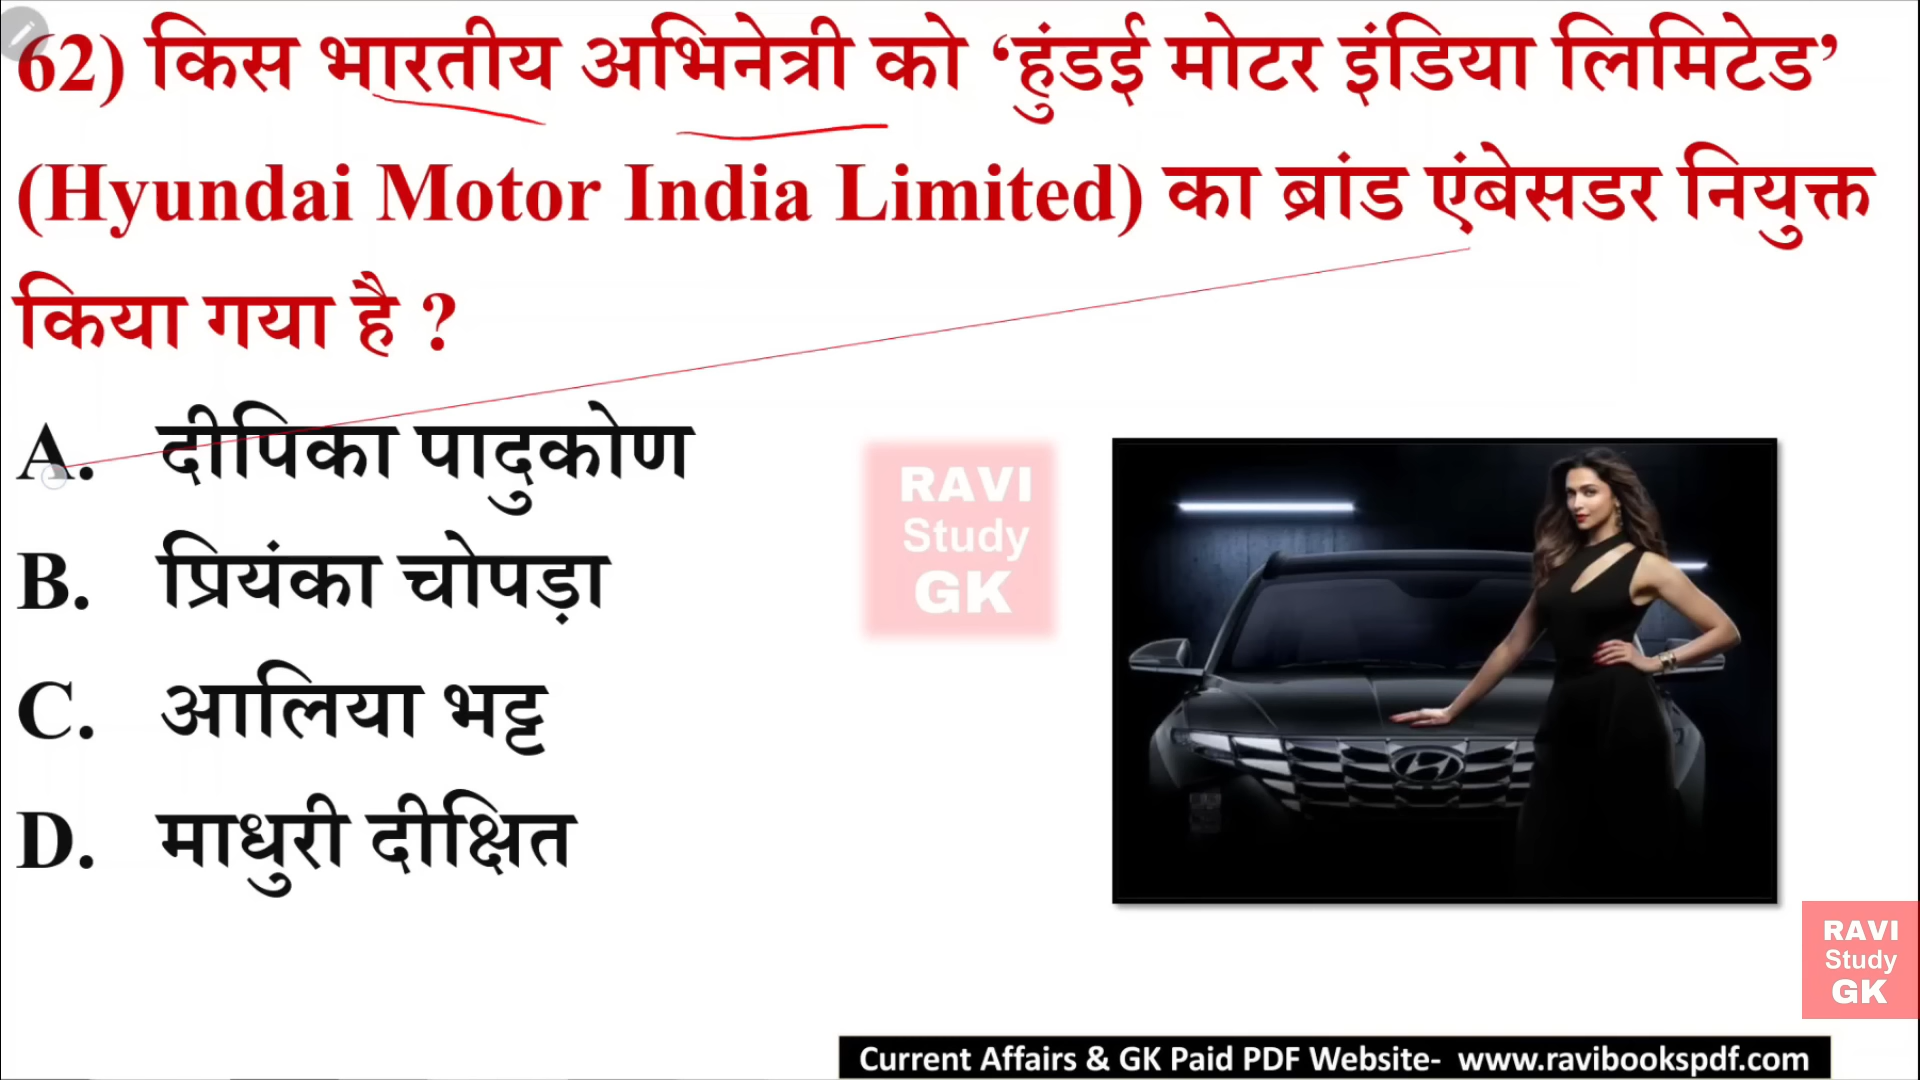 62) किस भारतीय अभिनेत्री को ‘हुंडई मोटर इंडिया लिमिटेड’
(Hyundai Motor India Limited) का ब्रांड एंबेसडर नियुक्त
किया गया है ?
A. दीपिका पादुकोण
B. प्रियंका चोपड़ा
C. आलिया भट्ट
D. माधुरी दीक्षित
RAVI
Study
GK
RAVI
Study
GK
Current Affairs & GK Paid PDF Website- www.ravibookspdf.com